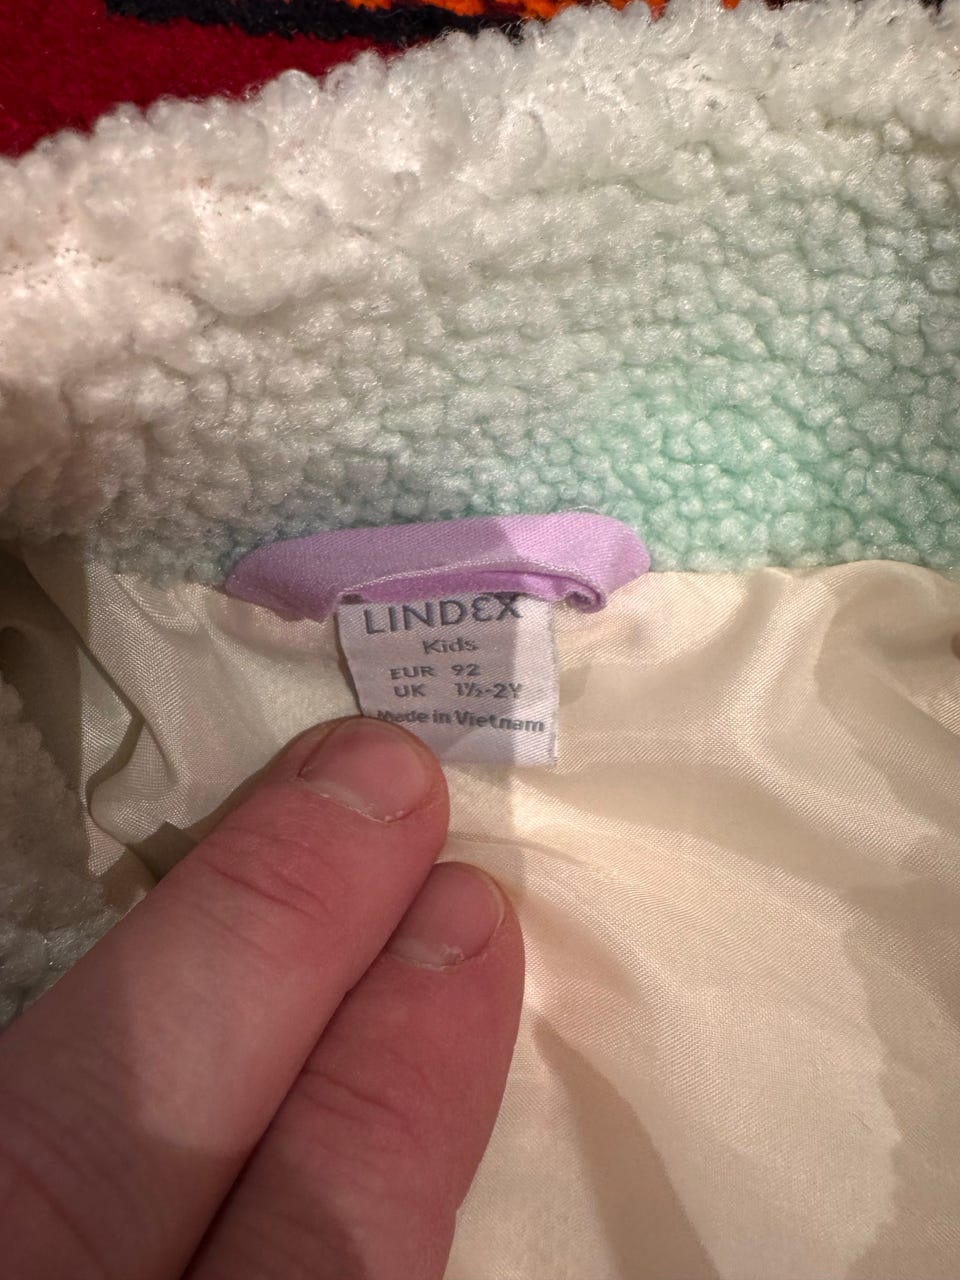 LINDEX
Kids
EUR 92
UK 1½-2Y
Made in Vietnam